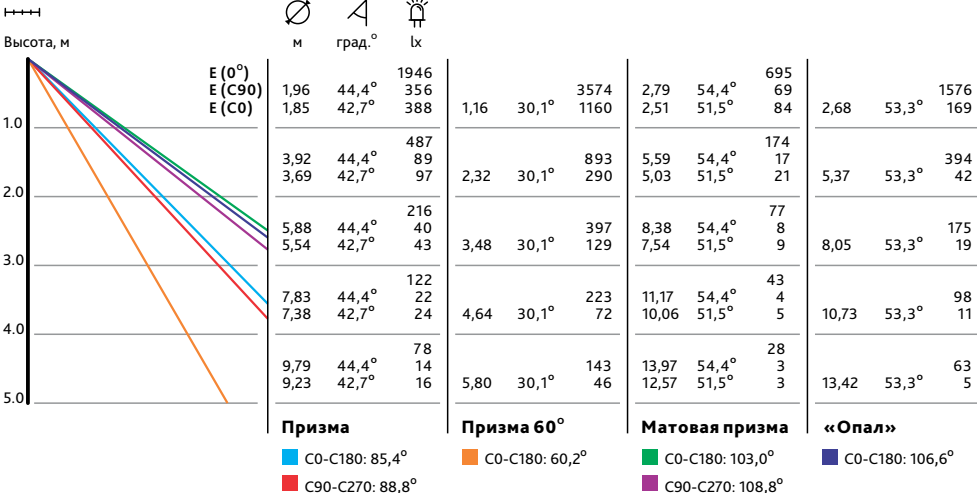 Высота, м м град.° lx
E (0°) 1946 695
E (C90) 1,96 44,4° 356 3574 2,79 54,4° 69 1576
E (C0) 1,85 42,7° 388 1,16 30,1° 1160 2,51 51,5° 84 2,68 53,3° 169
1.0
487 174
3,92 44,4° 89 893 5,59 54,4° 17 394
3,69 42,7° 97 2,32 30,1° 290 5,03 51,5° 21 5,37 53,3° 42
2.0
216 77
5,88 44,4° 40 397 8,38 54,4° 8 175
5,54 42,7° 43 3,48 30,1° 129 7,54 51,5° 9 8,05 53,3° 19
3.0
122 43
7,83 44,4° 22 223 11,17 54,4° 4 98
7,38 42,7° 24 4,64 30,1° 72 10,06 51,5° 5 10,73 53,3° 11
4.0
78 28
9,79 44,4° 14 143 13,97 54,4° 3 63
9,23 42,7° 16 5,80 30,1° 46 12,57 51,5° 3 13,42 53,3° 5
5.0
Призма Призма 60° Матовая призма «Опал»
C0-C180: 85,4° C0-C180: 60,2° C0-C180: 103,0° C0-C180: 106,6°
C90-C270: 88,8° C90-C270: 108,8°